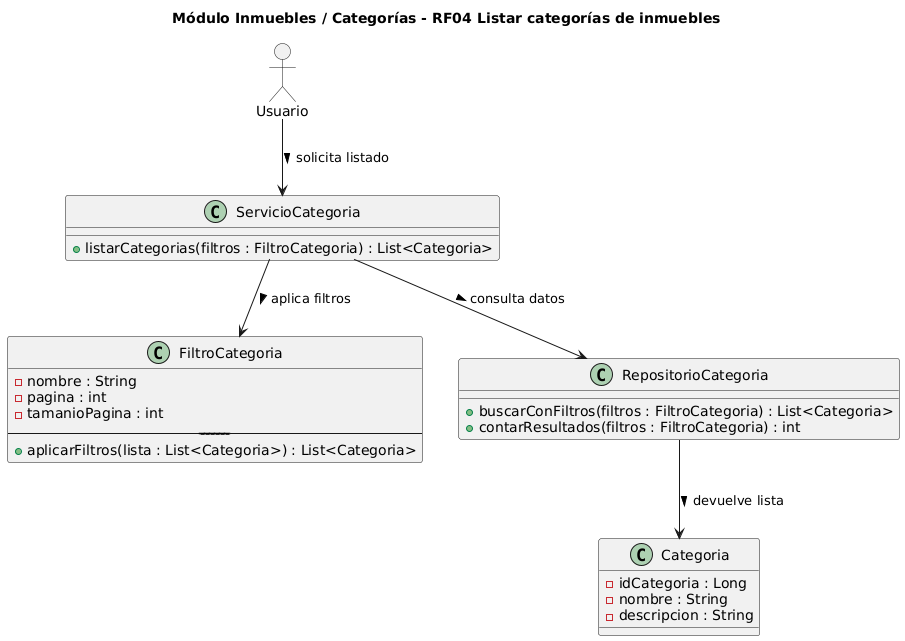 Módulo Inmuebles / Categorías - RF04 Listar categorías de inmuebles
Usuario
solicita listado
C ServicioCategoria
listarCategorias(filtros : FiltroCategoria) : List<Categoria>
aplica filtros
consulta datos
C FiltroCategoria
nombre : String
pagina : int
tamanioPagina : int
aplicarFiltros(lista : List<Categoria>) : List<Categoria>
C RepositorioCategoria
buscarConFiltros(filtros : FiltroCategoria) : List<Categoria>
contarResultados(filtros : FiltroCategoria) : int
devuelve lista
C Categoria
idCategoria : Long
nombre : String
descripcion : String